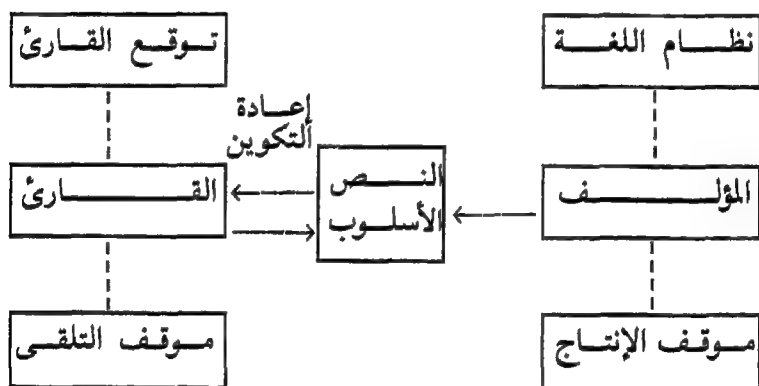 نظام اللغة
توقع القارئ
إعادة
التكوين
المؤلف
النص
الأسلوب
القارئ
موقف الإنتاج
موقف التلقى